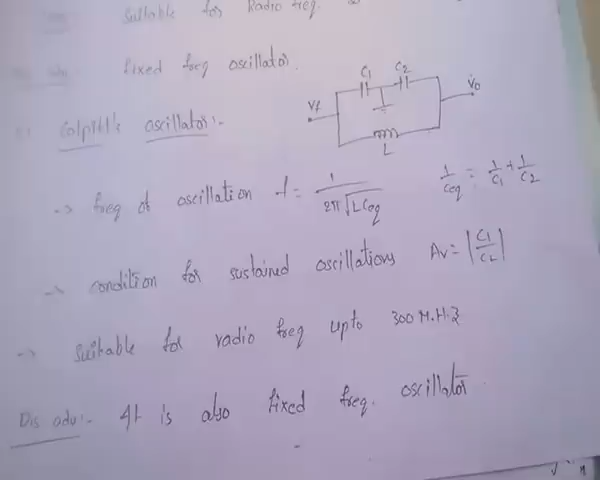 suitable for Radio freq.
fixed freq oscillator.
C1 C2
Vf Vo
L
Colpitt's oscillator:-
-> freq of oscillation f = 1/2π√LCeq 1/Ceq = 1/C1 + 1/C2
-> condition for sustained oscillations Av = |C1/C2|
-> suitable for radio freq upto 300 M.H.Z
Dis adv:- It is also fixed freq. oscillator.